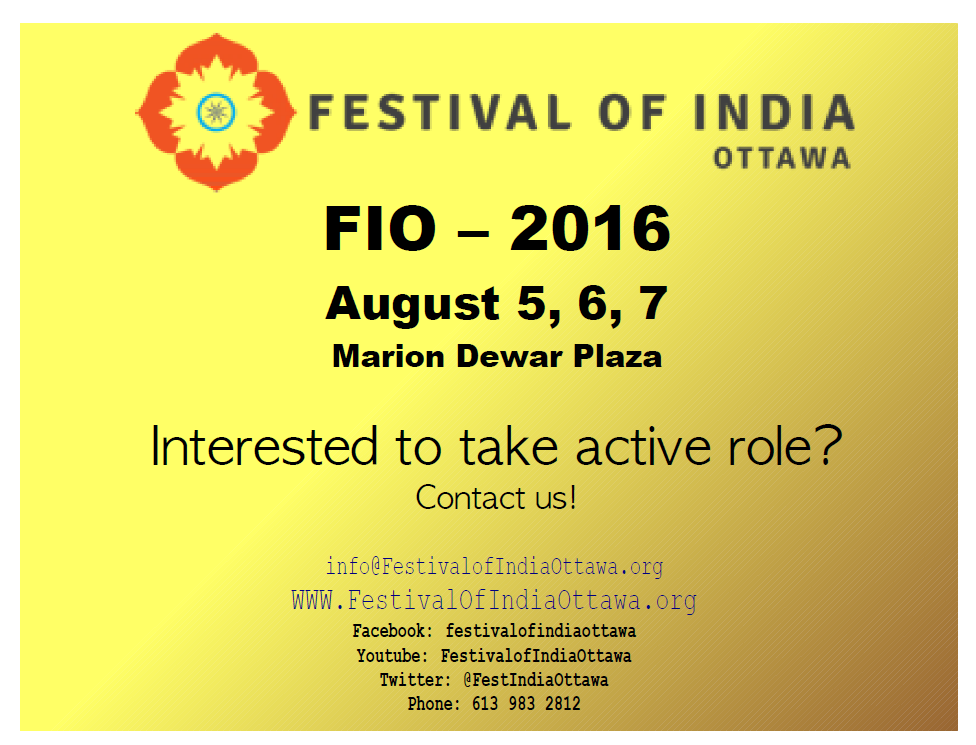 FESTIVAL OF INDIA
OTTAWA
FIO – 2016
August 5, 6, 7
Marion Dewar Plaza
Interested to take active role?
Contact us!
info@FestivalofIndiaOttawa.org
WWW.FestivalOfIndiaOttawa.org
Facebook: festivalofindiaottawa
Youtube: FestivalofIndiaOttawa
Twitter: @FestIndiaOttawa
Phone: 613 983 2812